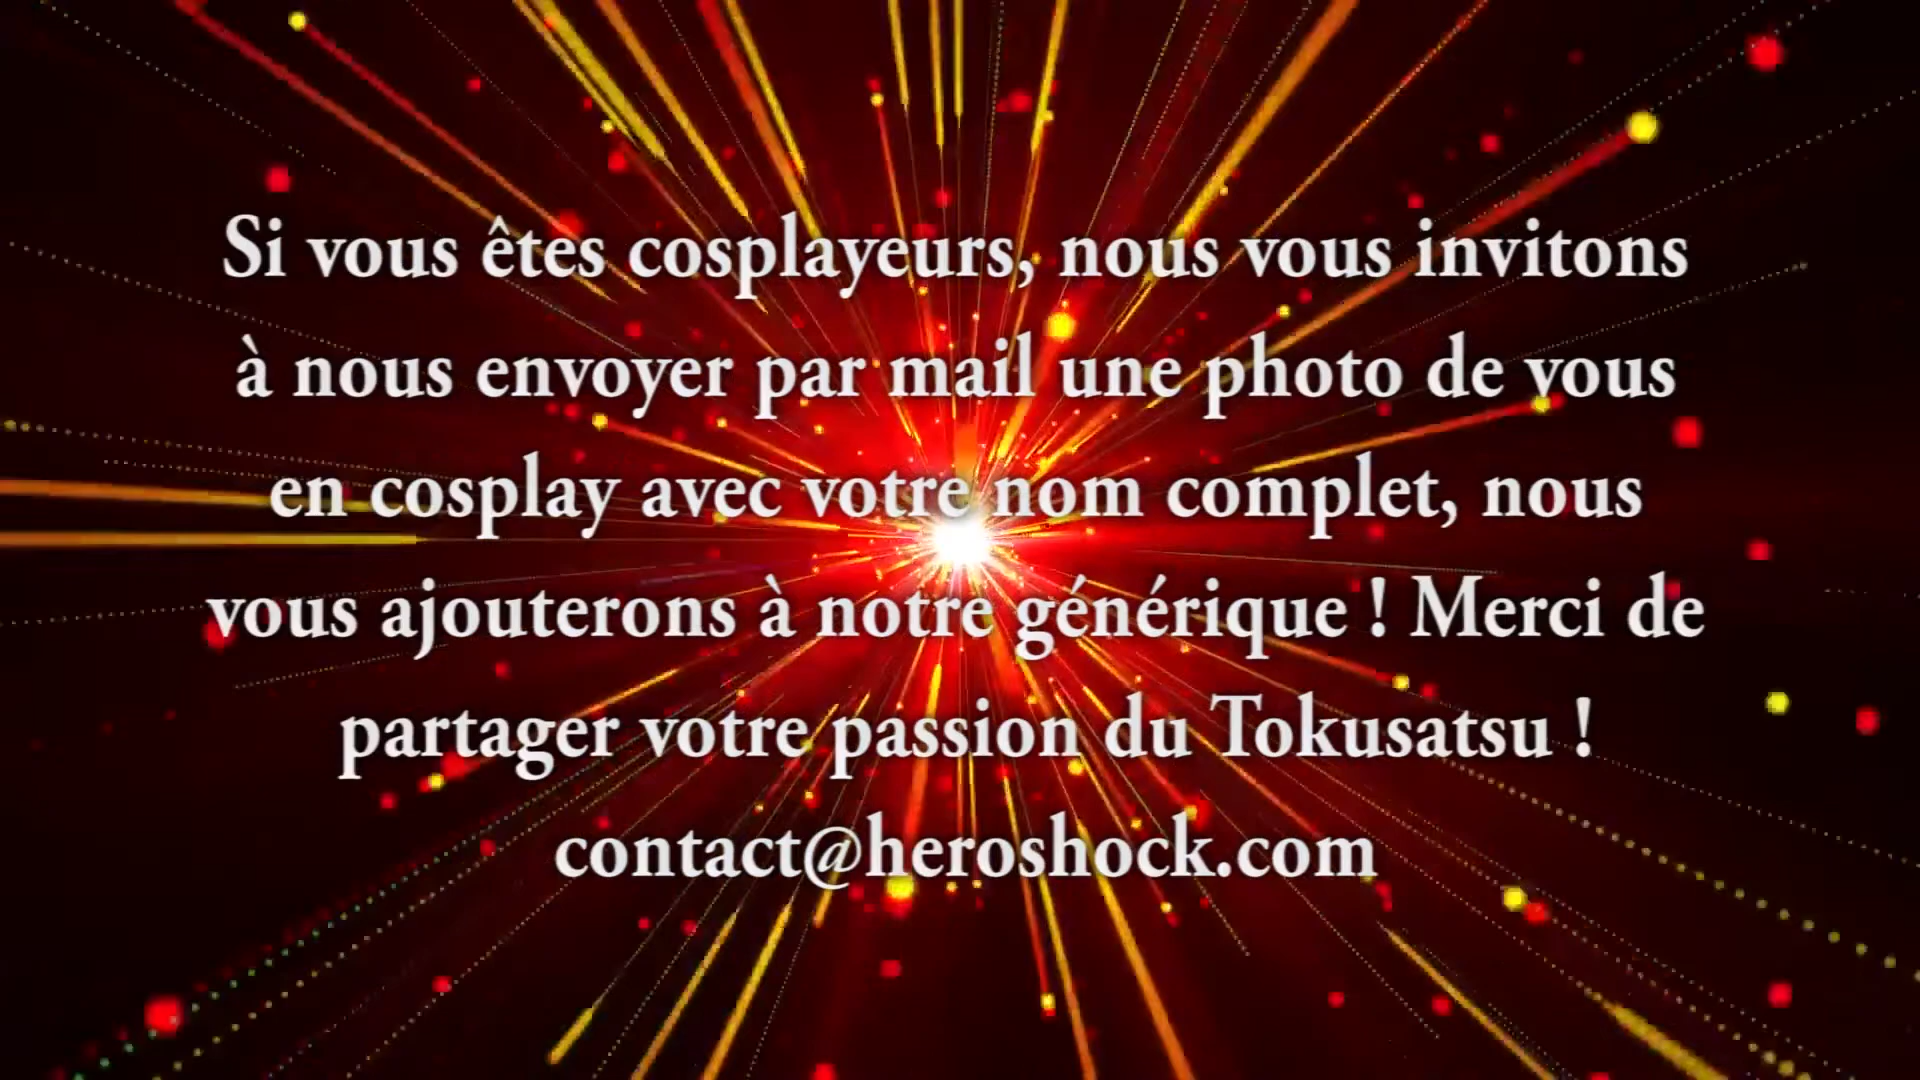 Si vous êtes cosplayeurs, nous vous invitons
à nous envoyer par mail une photo de vous
en cosplay avec votre nom complet, nous
vous ajouterons à notre générique ! Merci de
partager votre passion du Tokusatsu !
contact@heroshock.com